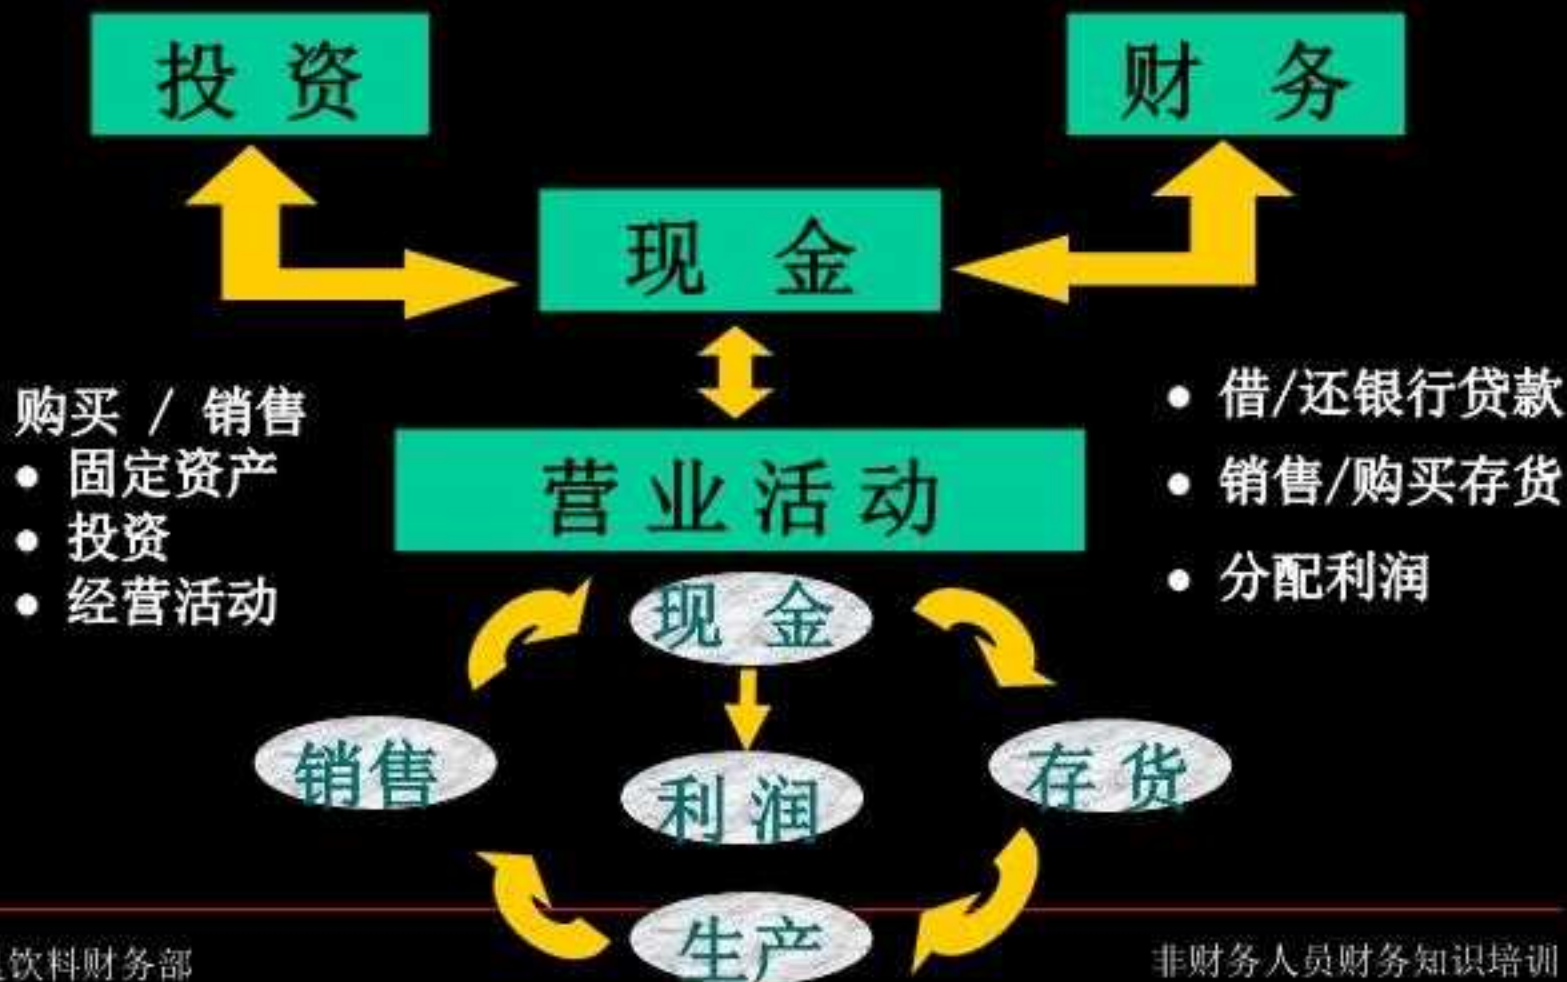 投资
财务
现金
购买 / 销售
● 固定资产
● 投资
● 经营活动
● 借/还银行贷款
● 销售/购买存货
● 分配利润
营业活动
现金
销售
利润
存货
生产
饮料财务部
非财务人员财务知识培训